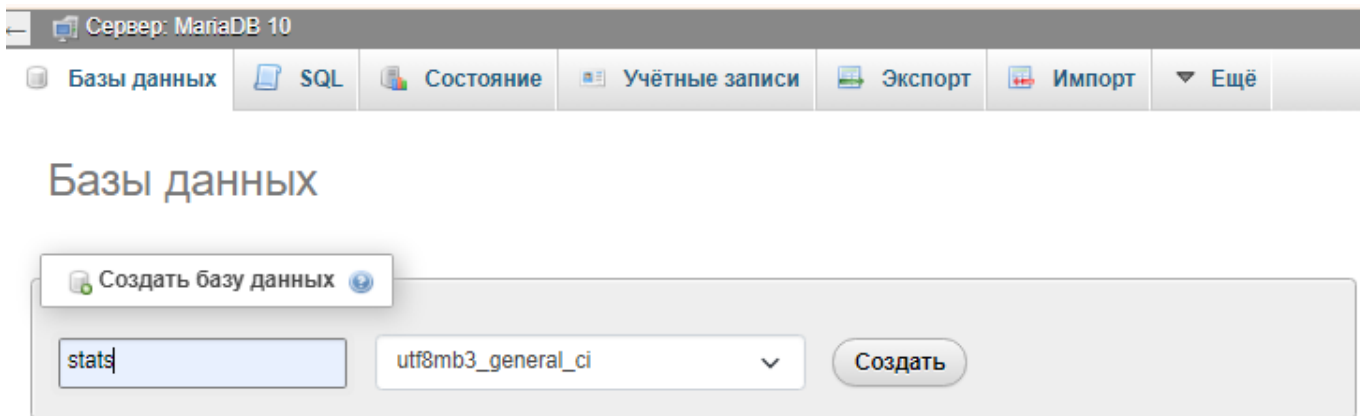 Сервер: MariaDB 10
Базы данных SQL Состояние Учётные записи Экспорт Импорт Ещё
Базы данных
Создать базу данных
stats utf8mb3_general_ci Создать